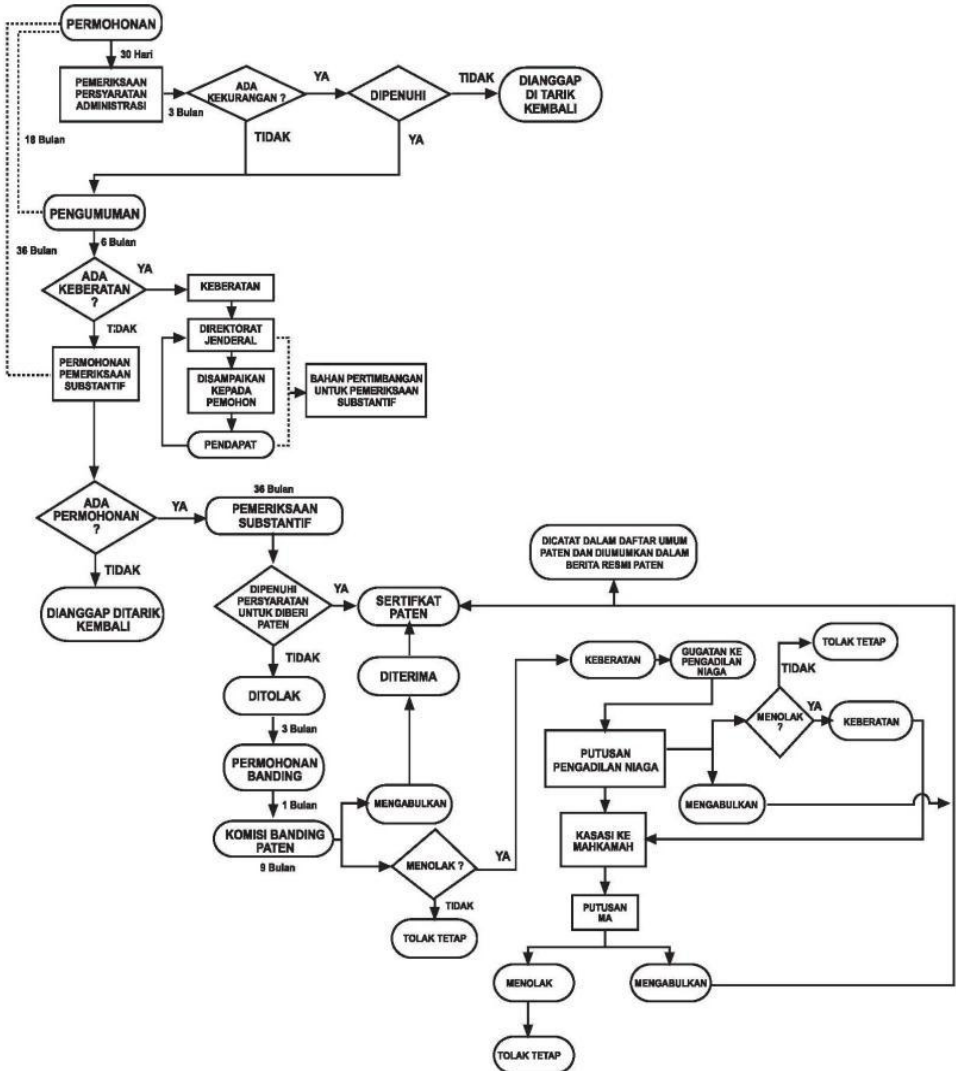 PERMOHONAN
30 Hari
PEMERIKSAAN
PERSYARATAN
ADMINISTRASI
3 Bulan
ADA
KEKURANGAN ?
YA
DIPENUHI
TIDAK
DIANGGAP
DI TARIK
KEMBALI
TIDAK
YA
18 Bulan
PENGUMUMAN
6 Bulan
36 Bulan
ADA
KEBERATAN
?
YA
KEBERATAN
TIDAK
DIREKTORAT
JENDERAL
PERMOHONAN
PEMERIKSAAN
SUBSTANTIF
DISAMPAIKAN
KEPADA
PEMOHON
BAHAN PERTIMBANGAN
UNTUK PEMERIKSAAN
SUBSTANTIF
PENDAPAT
ADA
PERMOHONAN
?
YA
36 Bulan
PEMERIKSAAN
SUBSTANTIF
TIDAK
DIANGGAP DITARIK
KEMBALI
DIPENUHI
PERSYARATAN
UNTUK DIBERI
PATEN
YA
SERTIFKAT
PATEN
DICATAT DALAM DAFTAR UMUM
PATEN DAN DIUMUMKAN DALAM
BERITA RESMI PATEN
TIDAK
DITOLAK
DITERIMA
3 Bulan
PERMOHONAN
BANDING
1 Bulan
KOMISI BANDING
PATEN
9 Bulan
MENGABULKAN
MENOLAK ?
YA
TIDAK
TOLAK TETAP
KEBERATAN
GUGATAN KE
PENGADILAN
NIAGA
TOLAK TETAP
TIDAK
MENOLAK
?
YA
KEBERATAN
PUTUSAN
PENGADILAN NIAGA
MENGABULKAN
KASASI KE
MAHKAMAH
PUTUSAN
MA
MENOLAK
MENGABULKAN
TOLAK TETAP